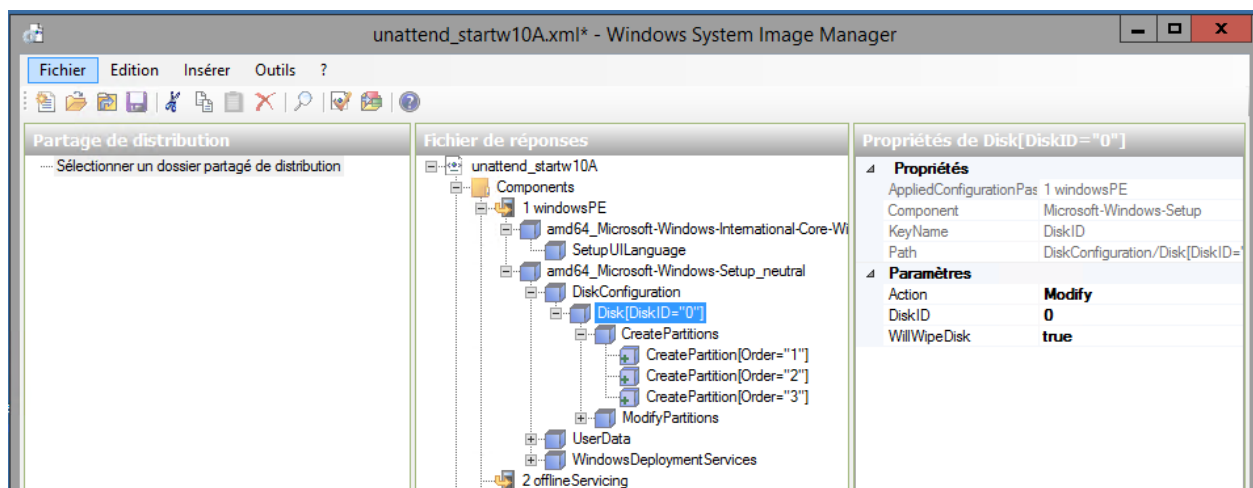 unattend_startw10A.xml* - Windows System Image Manager
Fichier Edition Insérer Outils ?
Partage de distribution
Sélectionner un dossier partagé de distribution
Fichier de réponses
unattend_startw10A
Components
1 windowsPE
amd64_Microsoft-Windows-International-Core-Wi
SetupUILanguage
amd64_Microsoft-Windows-Setup_neutral
DiskConfiguration
Disk[DiskID="0"]
CreatePartitions
CreatePartition[Order="1"]
CreatePartition[Order="2"]
CreatePartition[Order="3"]
ModifyPartitions
UserData
WindowsDeploymentServices
2 offlineServicing
Propriétés de Disk[DiskID="0"]
Propriétés
AppliedConfigurationPas 1 windowsPE
Component Microsoft-Windows-Setup
KeyName DiskID
Path DiskConfiguration/Disk[DiskID="
Paramètres
Action Modify
DiskID 0
WillWipeDisk true